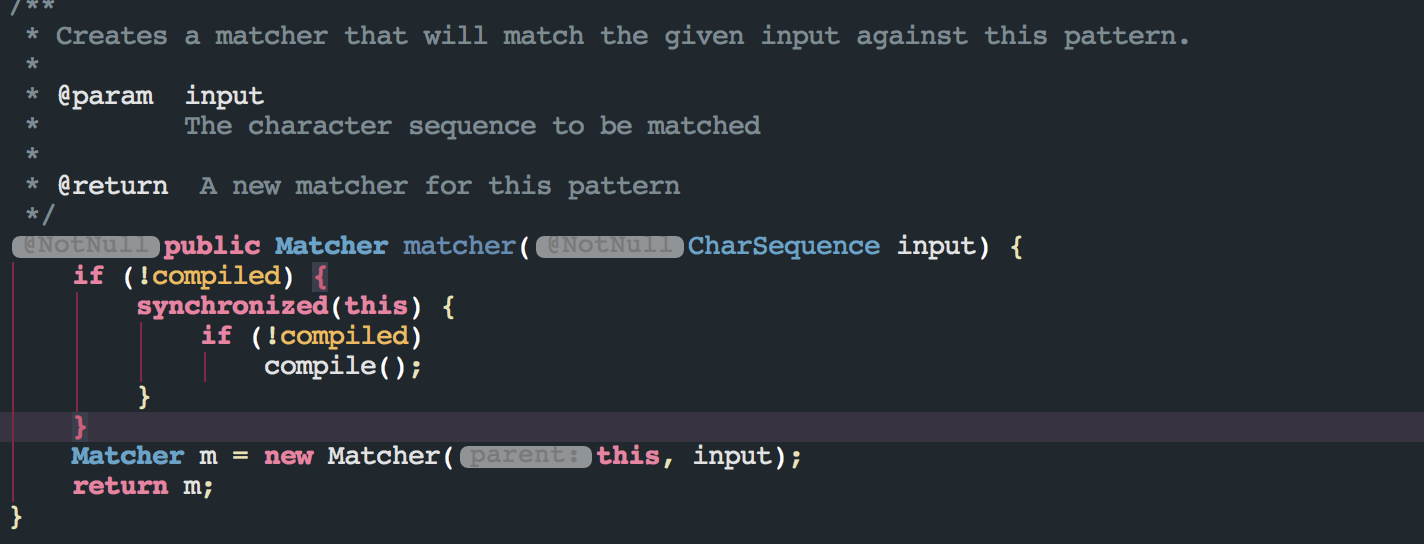 /**
* Creates a matcher that will match the given input against this pattern.
*
* @param input
* The character sequence to be matched
*
* @return A new matcher for this pattern
*/
@NotNull public Matcher matcher( @NotNull CharSequence input) {
if (!compiled) {
synchronized(this) {
if (!compiled)
compile();
}
}
Matcher m = new Matcher( parent: this, input);
return m;
}